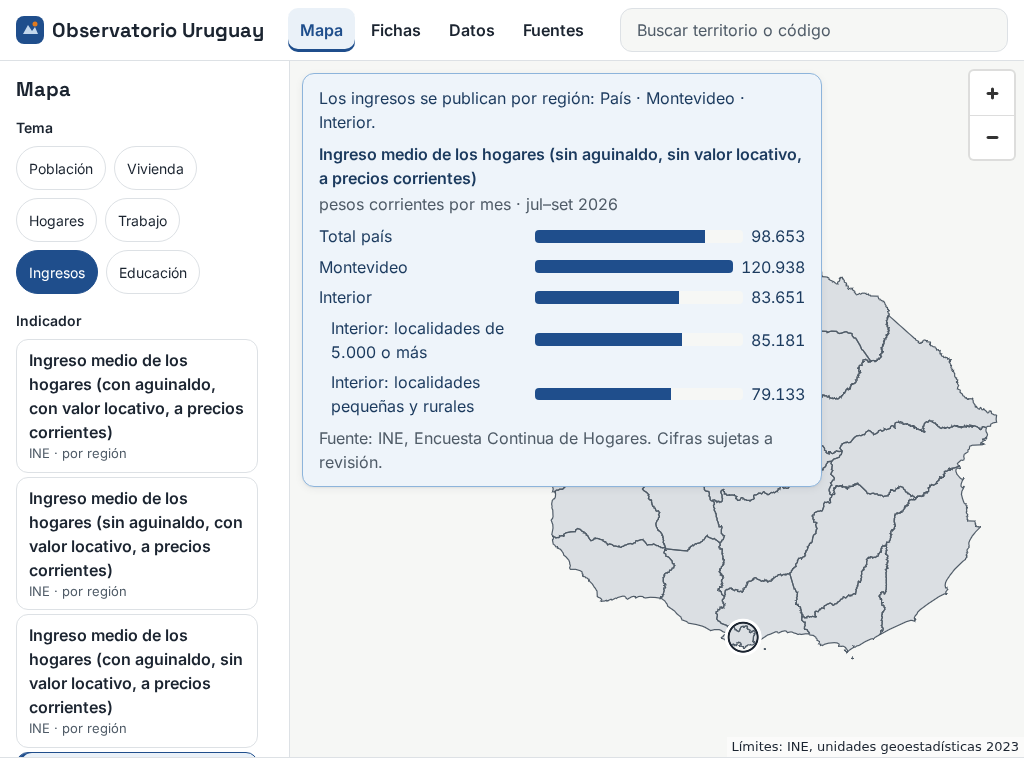 Observatorio Uruguay
Mapa
Fichas
Datos
Fuentes
Buscar territorio o código
Mapa
Tema
Población
Vivienda
Hogares
Trabajo
Ingresos
Educación
Indicador
Ingreso medio de los
hogares (con aguinaldo,
con valor locativo, a precios
corrientes)
INE · por región
Ingreso medio de los
hogares (sin aguinaldo, con
valor locativo, a precios
corrientes)
INE · por región
Ingreso medio de los
hogares (con aguinaldo, sin
valor locativo, a precios
corrientes)
INE · por región
Los ingresos se publican por región: País · Montevideo ·
Interior.
Ingreso medio de los hogares (sin aguinaldo, sin valor locativo,
a precios corrientes)
pesos corrientes por mes · jul–set 2026
Total país 98.653
Montevideo 120.938
Interior 83.651
Interior: localidades de
5.000 o más 85.181
Interior: localidades
pequeñas y rurales 79.133
Fuente: INE, Encuesta Continua de Hogares. Cifras sujetas a
revisión.
+
−
Límites: INE, unidades geoestadísticas 2023